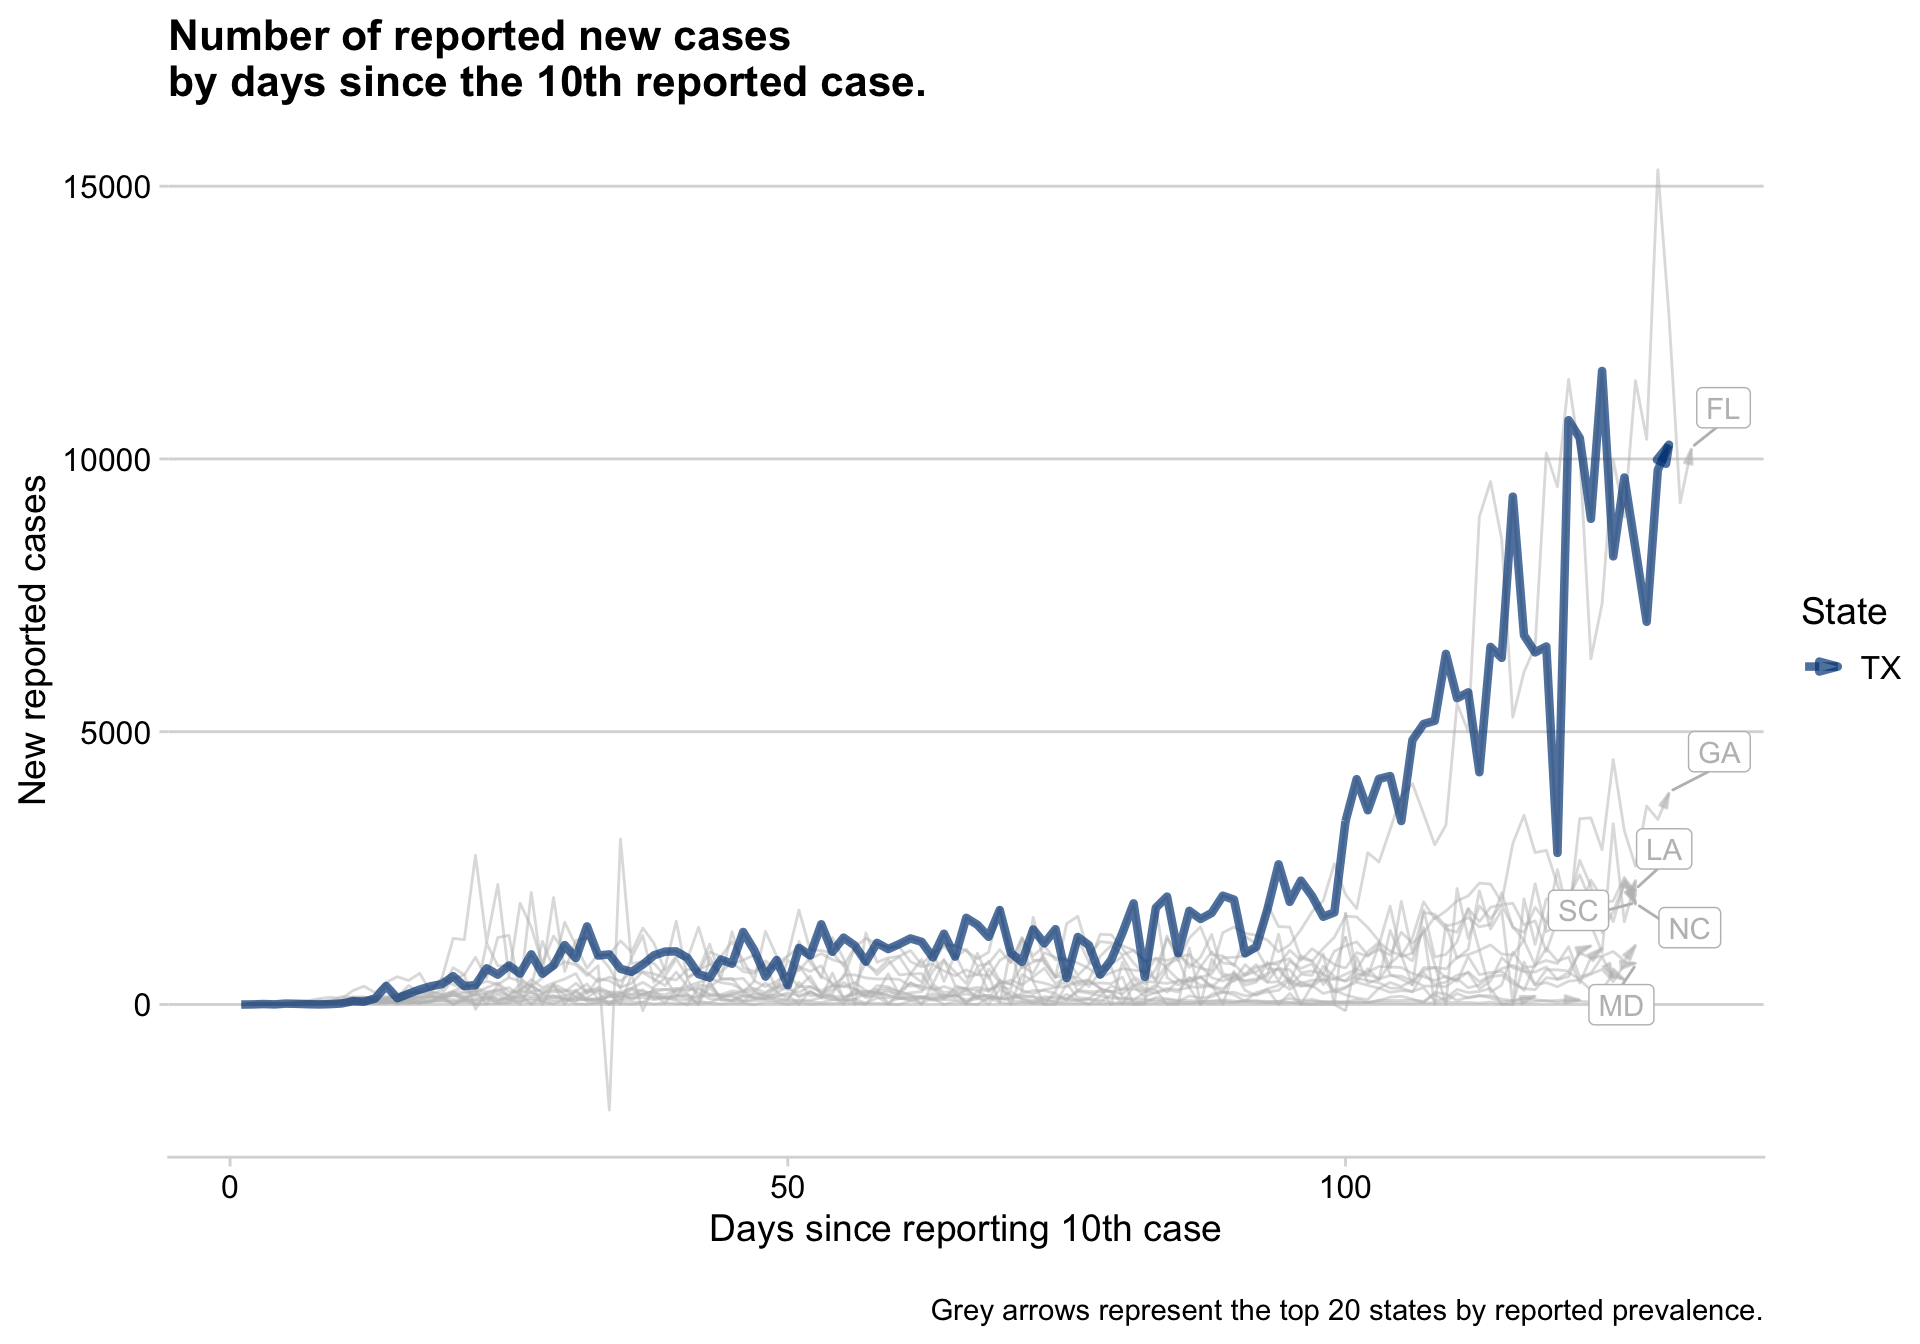 Number of reported new cases
by days since the 10th reported case.
15000
10000
5000
0
New reported cases
FL
GA
LA
SC
NC
MD
State
TX
0
50
100
Days since reporting 10th case
Grey arrows represent the top 20 states by reported prevalence.